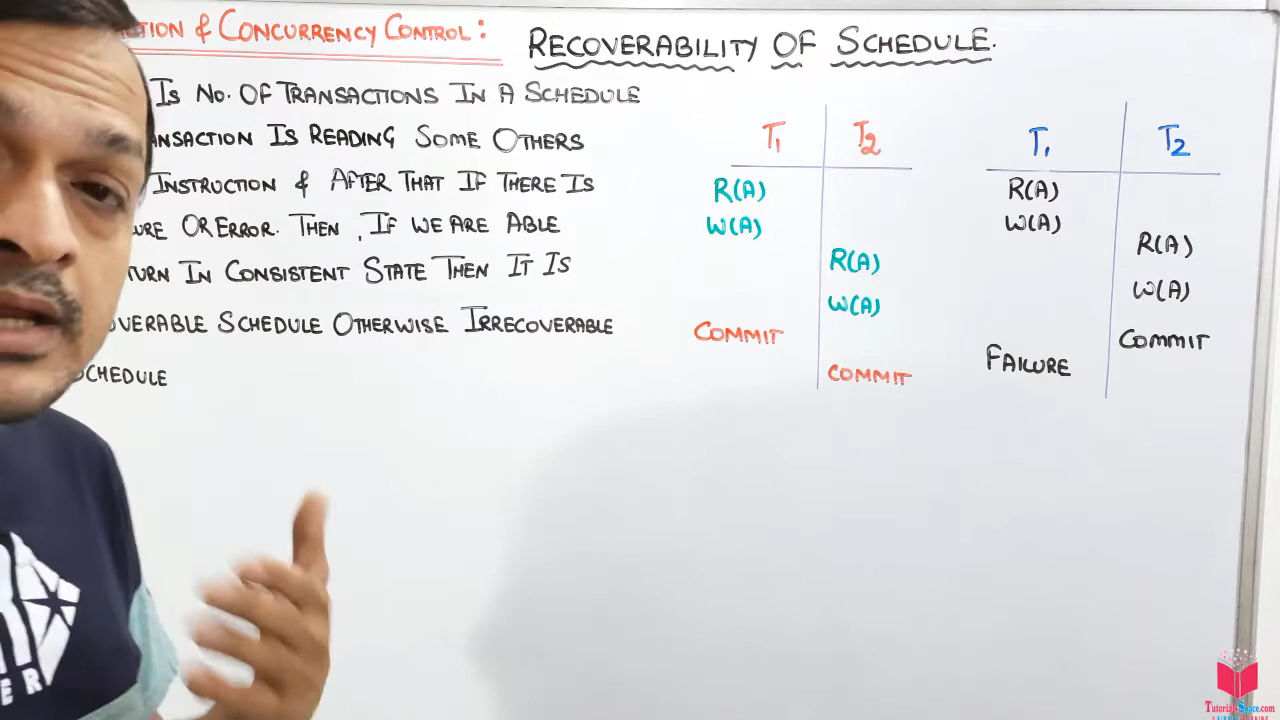 & CONCURRENCY CONTROL:
RECOVERABILITY OF SCHEDULE.
IS NO. OF TRANSACTIONS IN A SCHEDULE
IS READING SOME OTHERS
INSTRUCTION & AFTER THAT IF THERE IS
OR ERROR. THEN, IF WE ARE ABLE
IN CONSISTENT STATE THEN IT IS
SCHEDULE OTHERWISE IRRECOVERABLE
SCHEDULE
T1 T2
R(A)
W(A)
R(A)
W(A)
COMMIT
COMMIT
T1 T2
R(A)
W(A)
R(A)
W(A)
COMMIT
FAILURE
Tutorialsspace.com